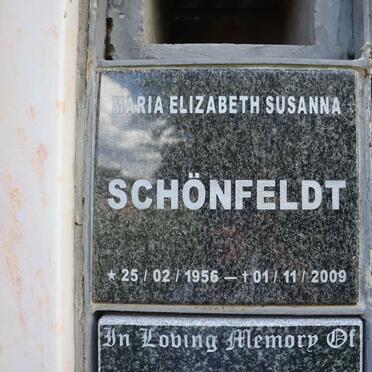 MARIA ELIZABETH SUSANNA
SCHÖNFELDT
★ 25 / 02 / 1956 — † 01 / 11 / 2009
In Loving Memory Of